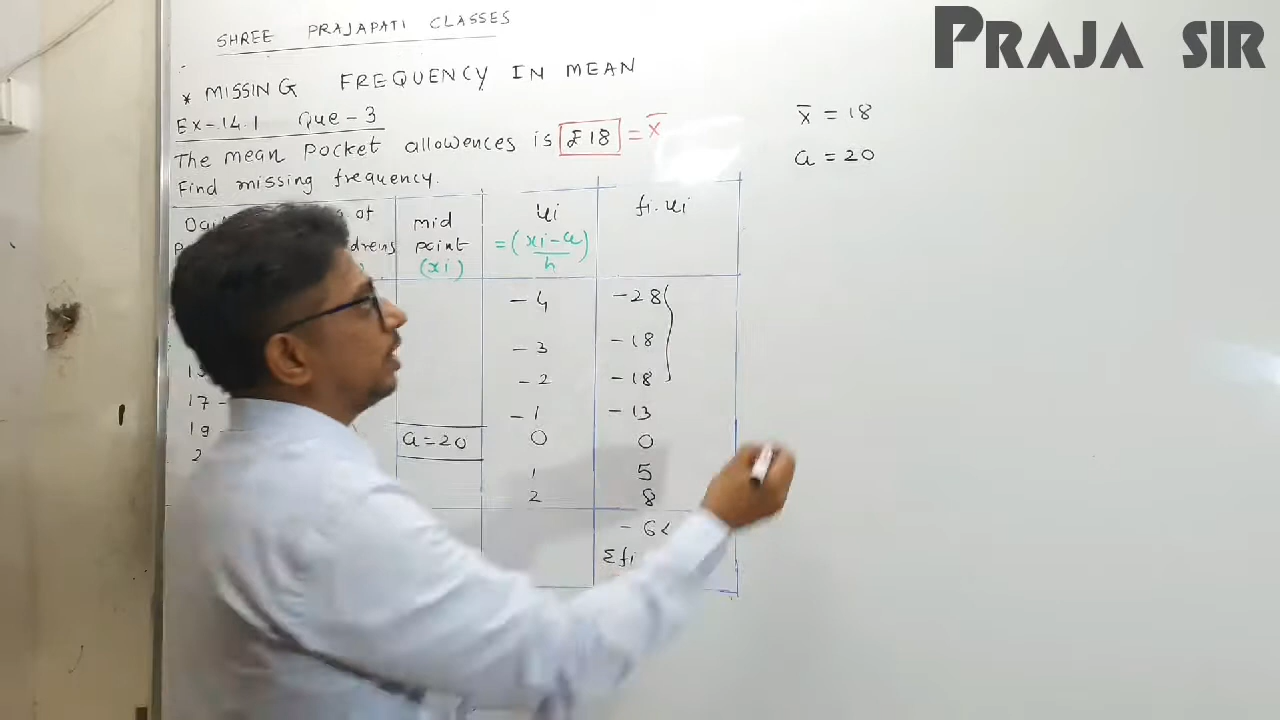 PRAJA SIR
SHREE PRAJAPATI CLASSES
* MISSING FREQUENCY IN MEAN
Ex-14.1 Que-3
The mean Pocket allowences is ₹18 = x̄
Find missing frequency.
x̄ = 18
a = 20
mid point (xi)
ui = (xi-a/h)
fi.ui
-4 -28
-3 -18
-2 -18
17 - -1 -13
19 a=20 0 0
1 5
2 8
Σfi